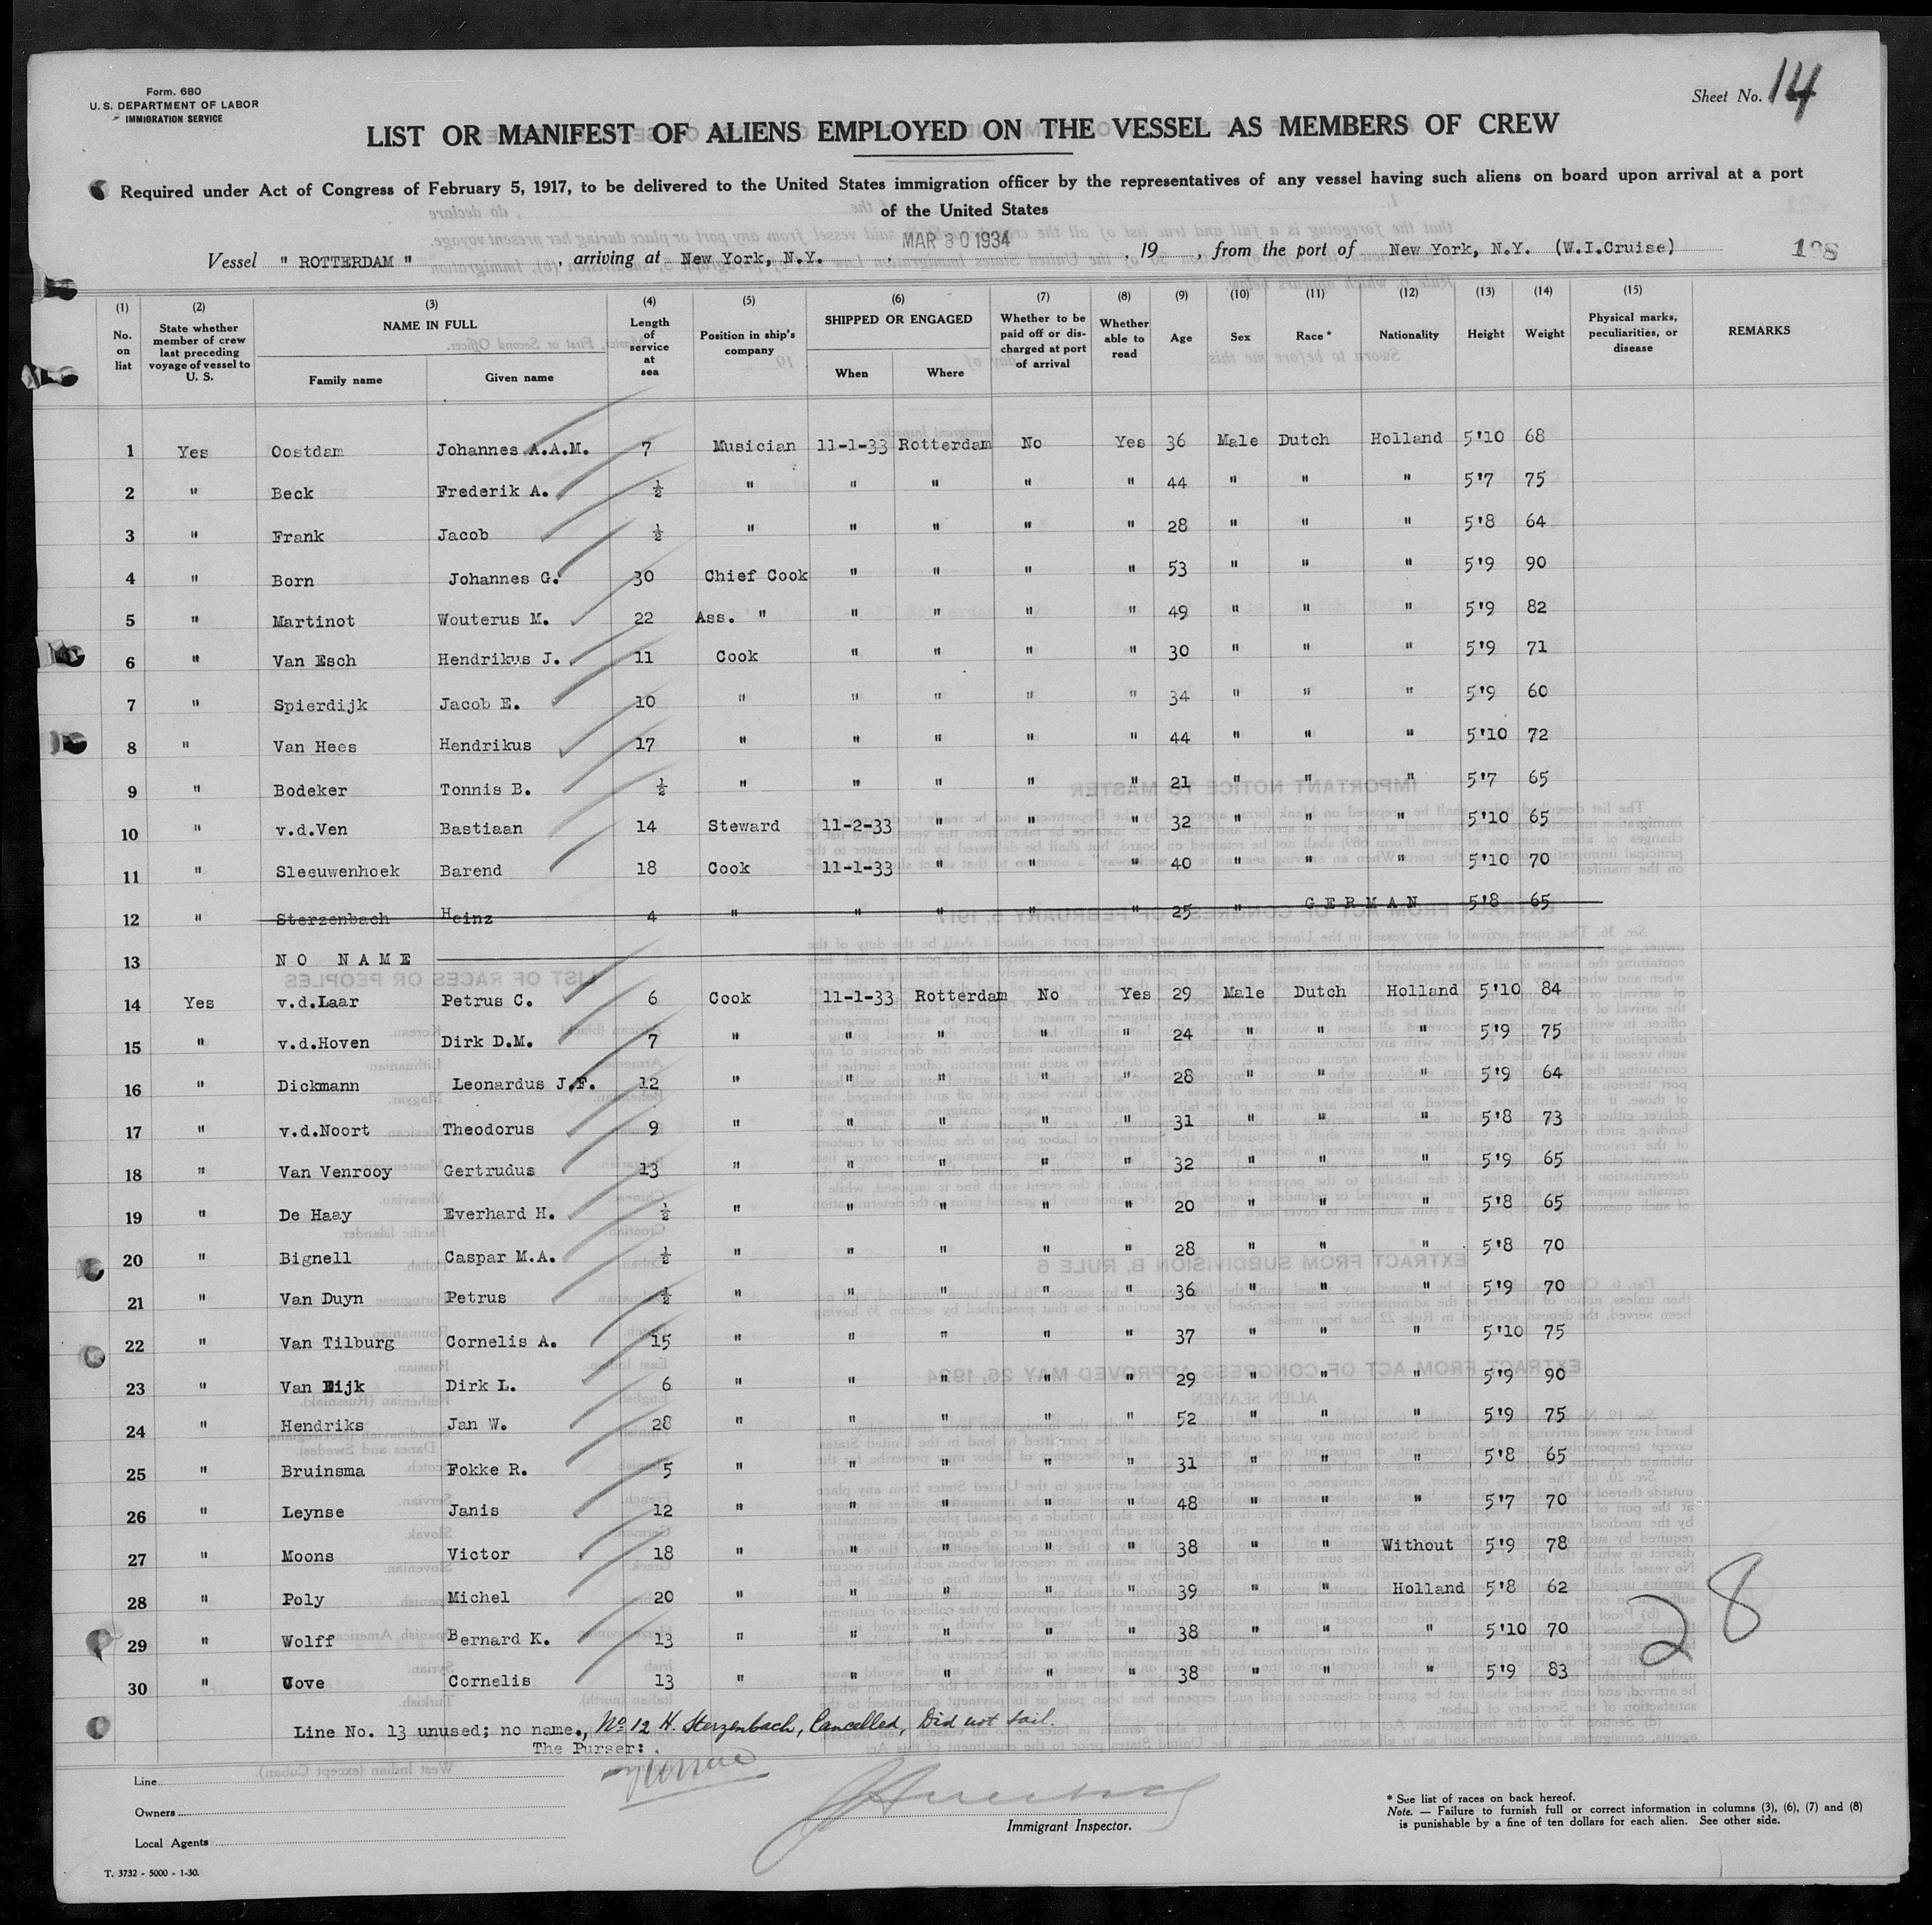 Form. 680
U. S. DEPARTMENT OF LABOR
IMMIGRATION SERVICE
Sheet No. 14
LIST OR MANIFEST OF ALIENS EMPLOYED ON THE VESSEL AS MEMBERS OF CREW
Required under Act of Congress of February 5, 1917, to be delivered to the United States immigration officer by the representatives of any vessel having such aliens on board upon arrival at a port
of the United States
Vessel " ROTTERDAM " , arriving at New York, N.Y. , MAR 30 1934 , 19 , from the port of New York, N.Y. (W.I.Cruise) 198
(1) No. on list (2) State whether member of crew last preceding voyage of vessel to U. S. (3) NAME IN FULL Family name Given name (4) Length of service at sea (5) Position in ship's company (6) SHIPPED OR ENGAGED When Where (7) Whether to be paid off or discharged at port of arrival (8) Whether able to read (9) Age (10) Sex (11) Race * (12) Nationality (13) Height (14) Weight (15) Physical marks, peculiarities, or disease REMARKS
1 Yes Oostdam Johannes A.A.M. 7 Musician 11-1-33 Rotterdam No Yes 36 Male Dutch Holland 5'10 68
2 " Beck Frederik A. ½ " " " " " 44 " " " 5'7 75
3 " Frank Jacob ½ " " " " " 28 " " " 5'8 64
4 " Born Johannes G. 30 Chief Cook " " " " 53 " " " 5'9 90
5 " Martinot Wouterus M. 22 Ass. " " " " " 49 " " " 5'9 82
6 " Van Esch Hendrikus J. 11 Cook " " " " 30 " " " 5'9 71
7 " Spierdijk Jacob E. 10 " " " " " 34 " " " 5'9 60
8 " Van Hees Hendrikus 17 " " " " " 44 " " " 5'10 72
9 " Bodeker Tonnis B. ½ " " " " " 21 " " " 5'7 65
10 " v.d.Ven Bastiaan 14 Steward 11-2-33 " " " 32 " " " 5'10 65
11 " Sleeuwenhoek Barend 18 Cook 11-1-33 " " " 40 " " " 5'10 70
12 " Sterzenbach Heinz 4 " " " " " 25 " GERMAN 5'8 65
13 NO NAME
14 Yes v.d.Laar Petrus C. 6 Cook 11-1-33 Rotterdam No Yes 29 Male Dutch Holland 5'10 84
15 " v.d.Hoven Dirk D.M. 7 " " " " " 24 " " " 5'9 75
16 " Dickmann Leonardus J.F. 12 " " " " " 28 " " " 5'9 64
17 " v.d.Noort Theodorus 9 " " " " " 31 " " " 5'8 73
18 " Van Venrooy Gertrudus 13 " " " " " 32 " " " 5'9 65
19 " De Haay Everhard H. ½ " " " " " 20 " " " 5'8 65
20 " Bignell Caspar M.A. ½ " " " " " 28 " " " 5'8 70
21 " Van Duyn Petrus ½ " " " " " 36 " " " 5'9 70
22 " Van Tilburg Cornelis A. 15 " " " " " 37 " " " 5'10 75
23 " Van Eijk Dirk L. 6 " " " " " 29 " " " 5'9 90
24 " Hendriks Jan W. 28 " " " " " 52 " " " 5'9 75
25 " Bruinsma Fokke R. 5 " " " " " 31 " " " 5'8 65
26 " Leynse Janis 12 " " " " " 48 " " " 5'7 70
27 " Moons Victor 18 " " " " " 38 " " Without 5'9 78
28 " Poly Michel 20 " " " " " 39 " " Holland 5'8 62
29 " Wolff Bernard K. 13 " " " " " 38 " " " 5'10 70
30 " Cove Cornelis 13 " " " " " 38 " " " 5'9 83
28
Line No. 13 unused; no name., No 12 H. Sterzenbach, Cancelled, Did not sail.
The Purser:
Line
Owners
Local Agents
Immigrant Inspector.
* See list of races on back hereof.
Note. — Failure to furnish full or correct information in columns (3), (6), (7) and (8)
is punishable by a fine of ten dollars for each alien. See other side.
T. 3732 - 5000 - 1-30.